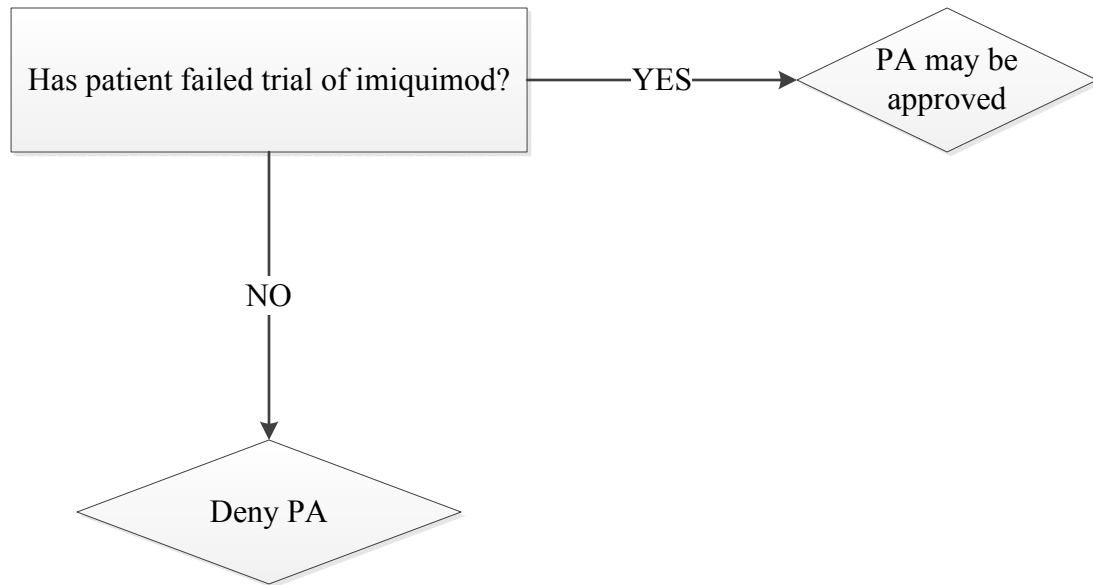 Has patient failed trial of imiquimod?
YES
PA may be
approved
NO
Deny PA